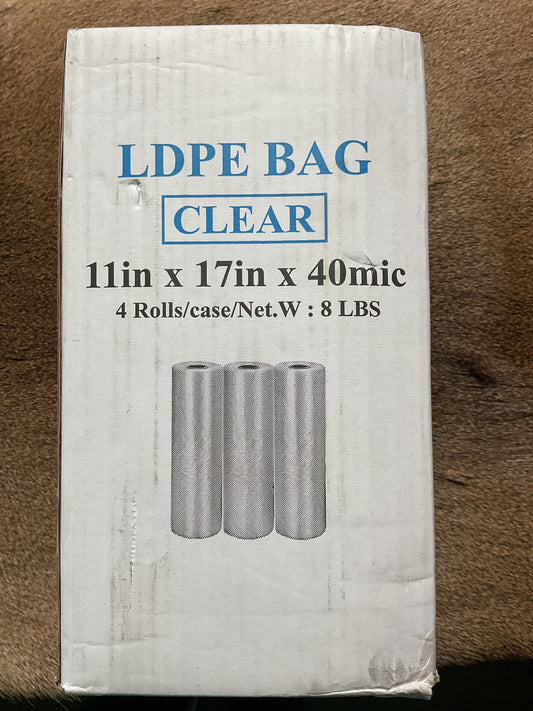 LDPE BAG
CLEAR
11in x 17in x 40mic
4 Rolls/case/Net.W : 8 LBS